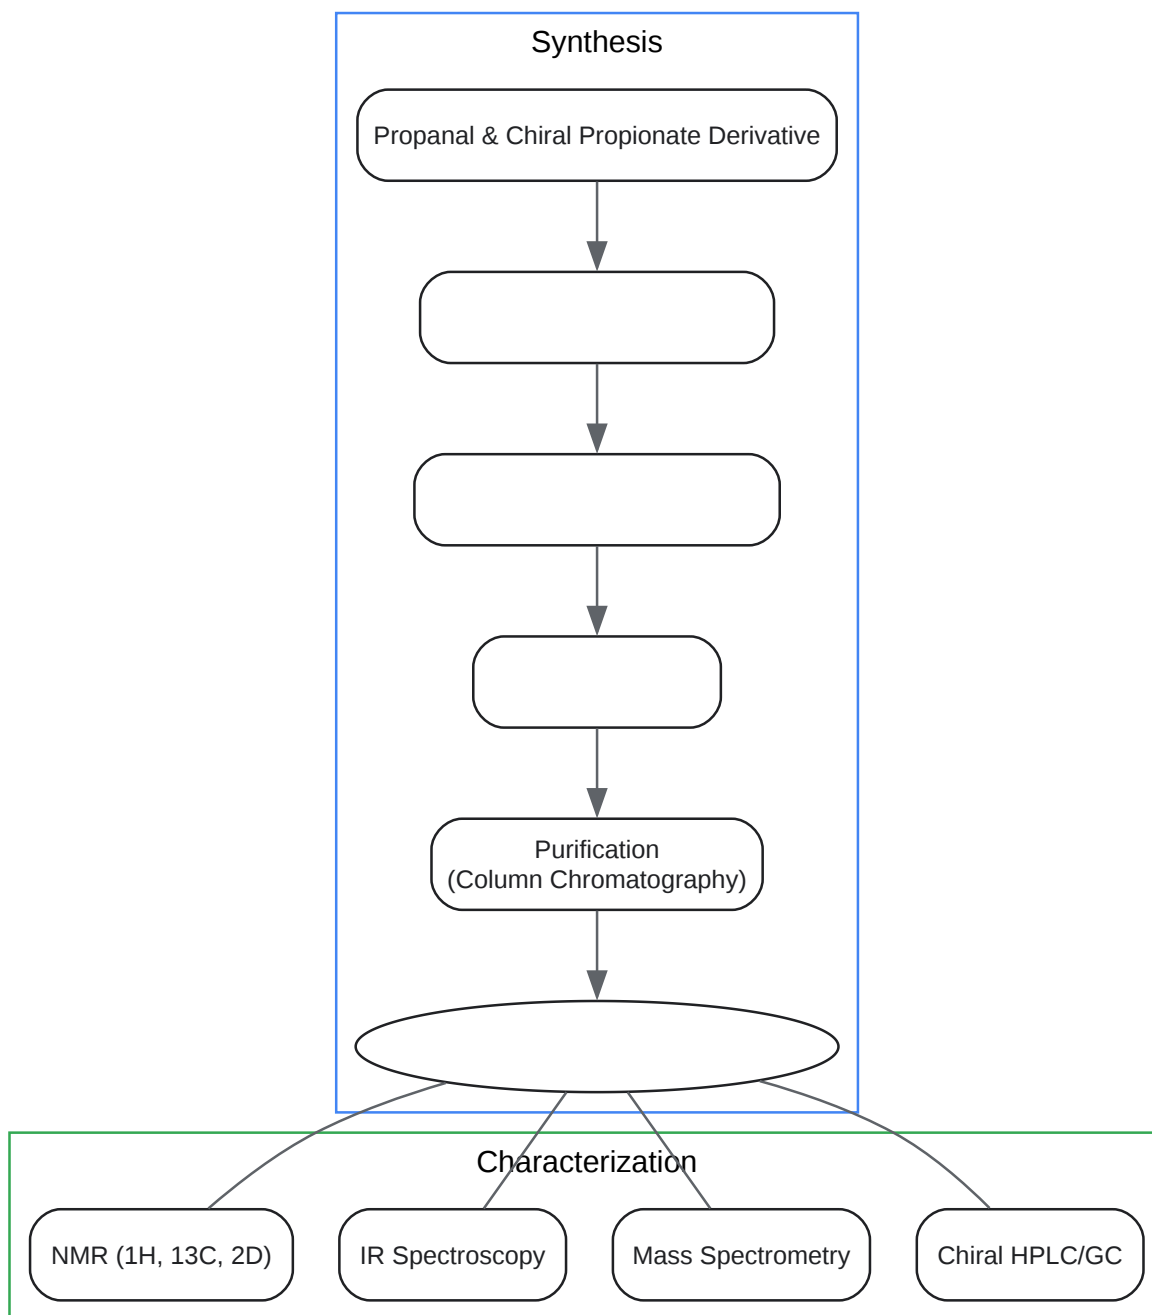 Synthesis
Propanal & Chiral Propionate Derivative
Purification
(Column Chromatography)
Characterization
NMR (1H, 13C, 2D)
IR Spectroscopy
Mass Spectrometry
Chiral HPLC/GC